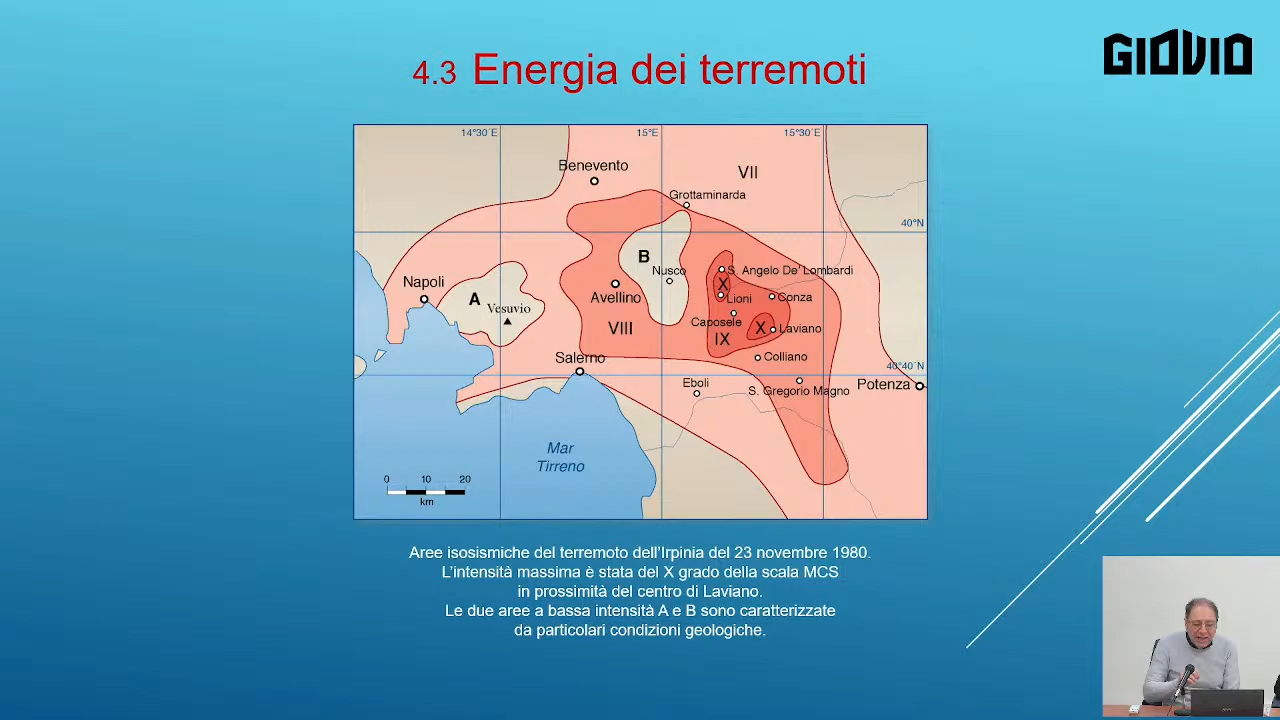 GIOVIO
4.3 Energia dei terremoti
14°30´E
15°E
15°30´E
Benevento
VII
Grottaminarda
40°N
B
Nusco
S. Angelo De' Lombardi
Napoli
A
Vesuvio
X
Lioni
Conza
Avellino
Caposele
X
Laviano
VIII
IX
Salerno
Colliano
40°40´N
Eboli
S. Gregorio Magno
Potenza
Mar
Tirreno
0 10 20
km
Aree isosismiche del terremoto dell'Irpinia del 23 novembre 1980.
L'intensità massima è stata del X grado della scala MCS
in prossimità del centro di Laviano.
Le due aree a bassa intensità A e B sono caratterizzate
da particolari condizioni geologiche.